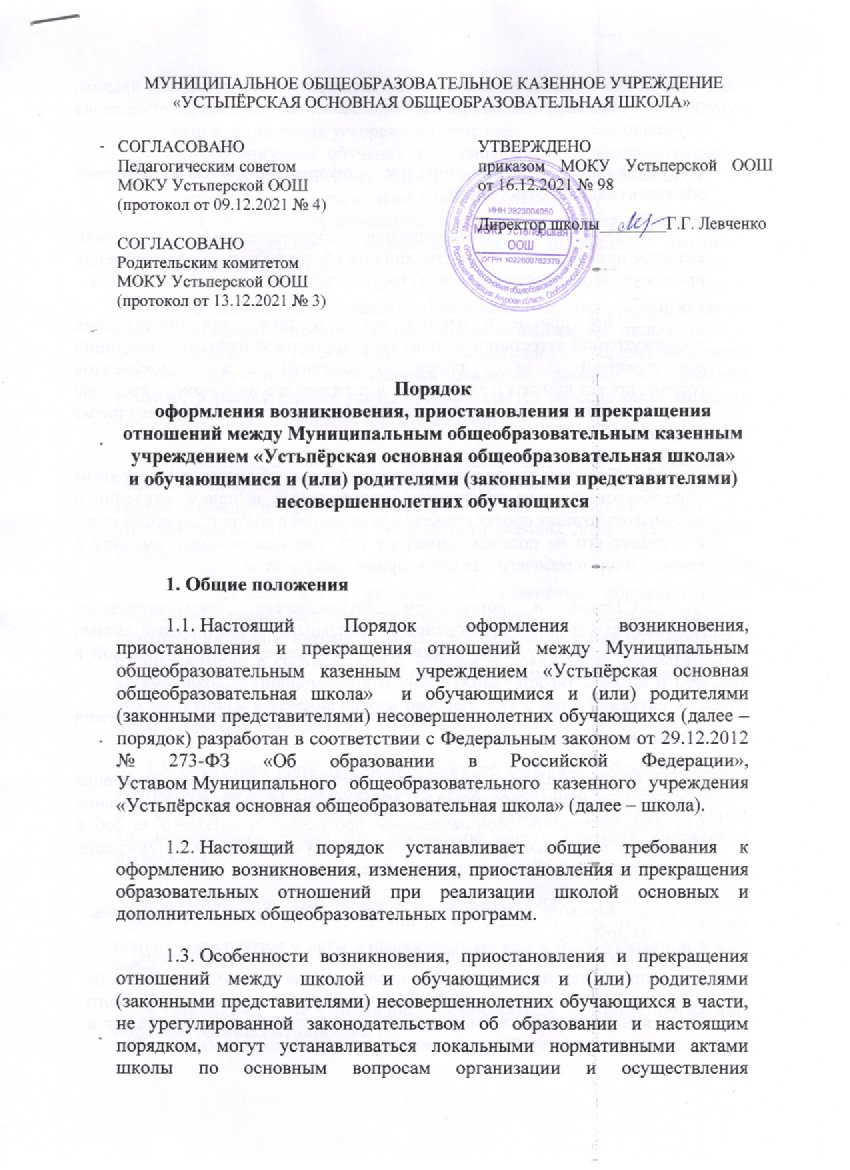 МУНИЦИПАЛЬНОЕ ОБЩЕОБРАЗОВАТЕЛЬНОЕ КАЗЕННОЕ УЧРЕЖДЕНИЕ
«УСТЬПЁРСКАЯ ОСНОВНАЯ ОБЩЕОБРАЗОВАТЕЛЬНАЯ ШКОЛА»
СОГЛАСОВАНО
Педагогическим советом
МОКУ Устьперской ООШ
(протокол от 09.12.2021 № 4)
СОГЛАСОВАНО
Родительским комитетом
МОКУ Устьперской ООШ
(протокол от 13.12.2021 № 3)
УТВЕРЖДЕНО
приказом МОКУ Устьперской ООШ
от 16.12.2021 № 98
Директор школы ________Г.Г. Левченко
ИНН 2823004050
МОКУ Устьперская
ООШ
ОГРН 1022800762379
Порядок
оформления возникновения, приостановления и прекращения
отношений между Муниципальным общеобразовательным казенным
учреждением «Устьпёрская основная общеобразовательная школа»
и обучающимися и (или) родителями (законными представителями)
несовершеннолетних обучающихся
1. Общие положения
1.1. Настоящий Порядок оформления возникновения,
приостановления и прекращения отношений между Муниципальным
общеобразовательным казенным учреждением «Устьпёрская основная
общеобразовательная школа» и обучающимися и (или) родителями
(законными представителями) несовершеннолетних обучающихся (далее –
порядок) разработан в соответствии с Федеральным законом от 29.12.2012
№ 273-ФЗ «Об образовании в Российской Федерации»,
Уставом Муниципального общеобразовательного казенного учреждения
«Устьпёрская основная общеобразовательная школа» (далее – школа).
1.2. Настоящий порядок устанавливает общие требования к
оформлению возникновения, изменения, приостановления и прекращения
образовательных отношений при реализации школой основных и
дополнительных общеобразовательных программ.
1.3. Особенности возникновения, приостановления и прекращения
отношений между школой и обучающимися и (или) родителями
(законными представителями) несовершеннолетних обучающихся в части,
не урегулированной законодательством об образовании и настоящим
порядком, могут устанавливаться локальными нормативными актами
школы по основным вопросам организации и осуществления